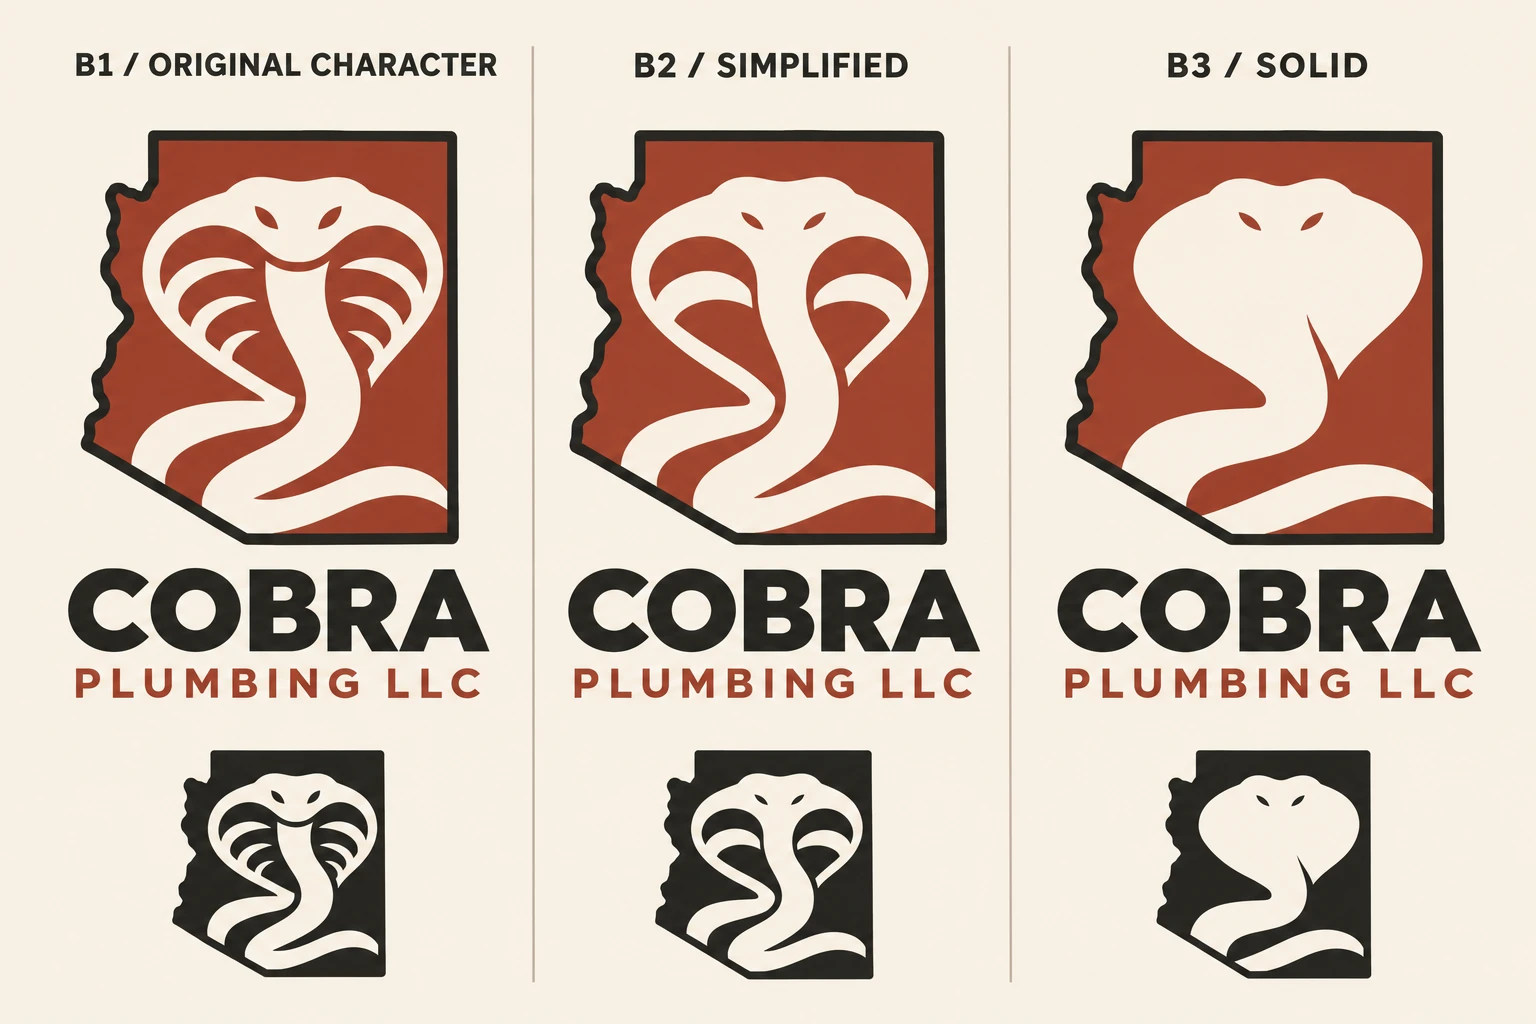 B1 / ORIGINAL CHARACTER
COBRA
PLUMBING LLC
B2 / SIMPLIFIED
COBRA
PLUMBING LLC
B3 / SOLID
COBRA
PLUMBING LLC